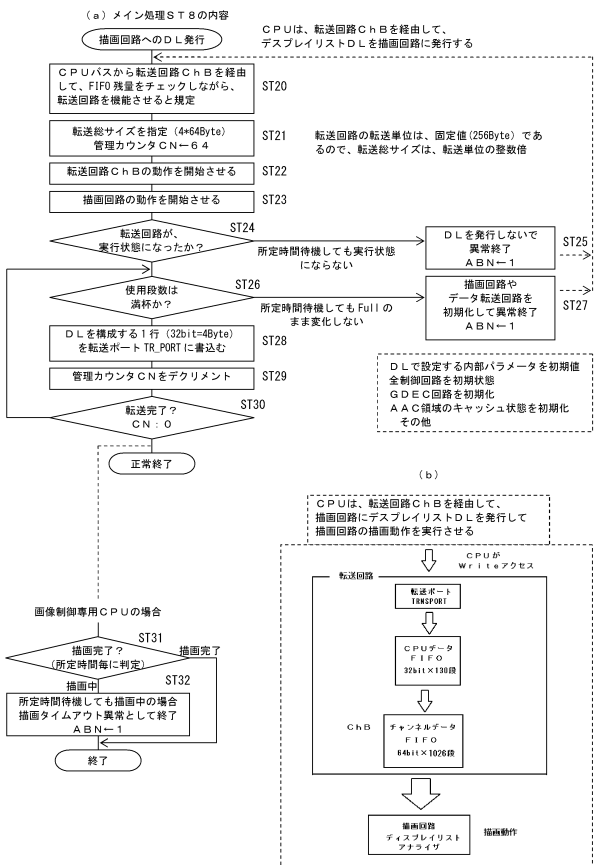 (a)メイン処理ST8の内容
描画回路へのDL発行
CPUは、転送回路ChBを経由して、
デスプレイリストDLを描画回路に発行する
CPUバスから転送回路ChBを経由
して、FIFO残量をチェックしながら、
転送回路を機能させると規定
ST20
転送総サイズを指定(4*64Byte)
管理カウンタCN←64
ST21
転送回路の転送単位は、固定値(256Byte)であ
るので、転送総サイズは、転送単位の整数倍
転送回路ChBの動作を開始させる
ST22
描画回路の動作を開始させる
ST23
転送回路が、
実行状態になったか?
ST24
所定時間待機しても実行状態
にならない
DLを発行しないで
異常終了
ABN←1
ST25
使用段数は
満杯か?
ST26
所定時間待機してもFullの
まま変化しない
描画回路や
データ転送回路を
初期化して異常終了
ABN←1
ST27
DLを構成する1行(32bit=4Byte)
を転送ポートTR_PORTに書込む
ST28
管理カウンタCNをデクリメント
ST29
転送完了?
CN:0
ST30
DLで設定する内部パラメータを初期値
全制御回路を初期状態
GDEC回路を初期化
AAC領域のキャッシュ状態を初期化
その他
正常終了
(b)
CPUは、転送回路ChBを経由して、
描画回路にデスプレイリストDLを発行して
描画回路の描画動作を実行させる
CPUが
Writeアクセス
転送回路
転送ポート
TRNSPORT
CPUデータ
FIFO
32bit×130段
ChB
チャンネルデータ
FIFO
64bit×1026段
描画回路
ディスプレイリスト
アナライザ
描画動作
画像制御専用CPUの場合
描画完了?
(所定時間毎に判定)
ST31
描画完了
描画中
ST32
所定時間待機しても描画中の場合
描画タイムアウト異常として終了
ABN←1
終了